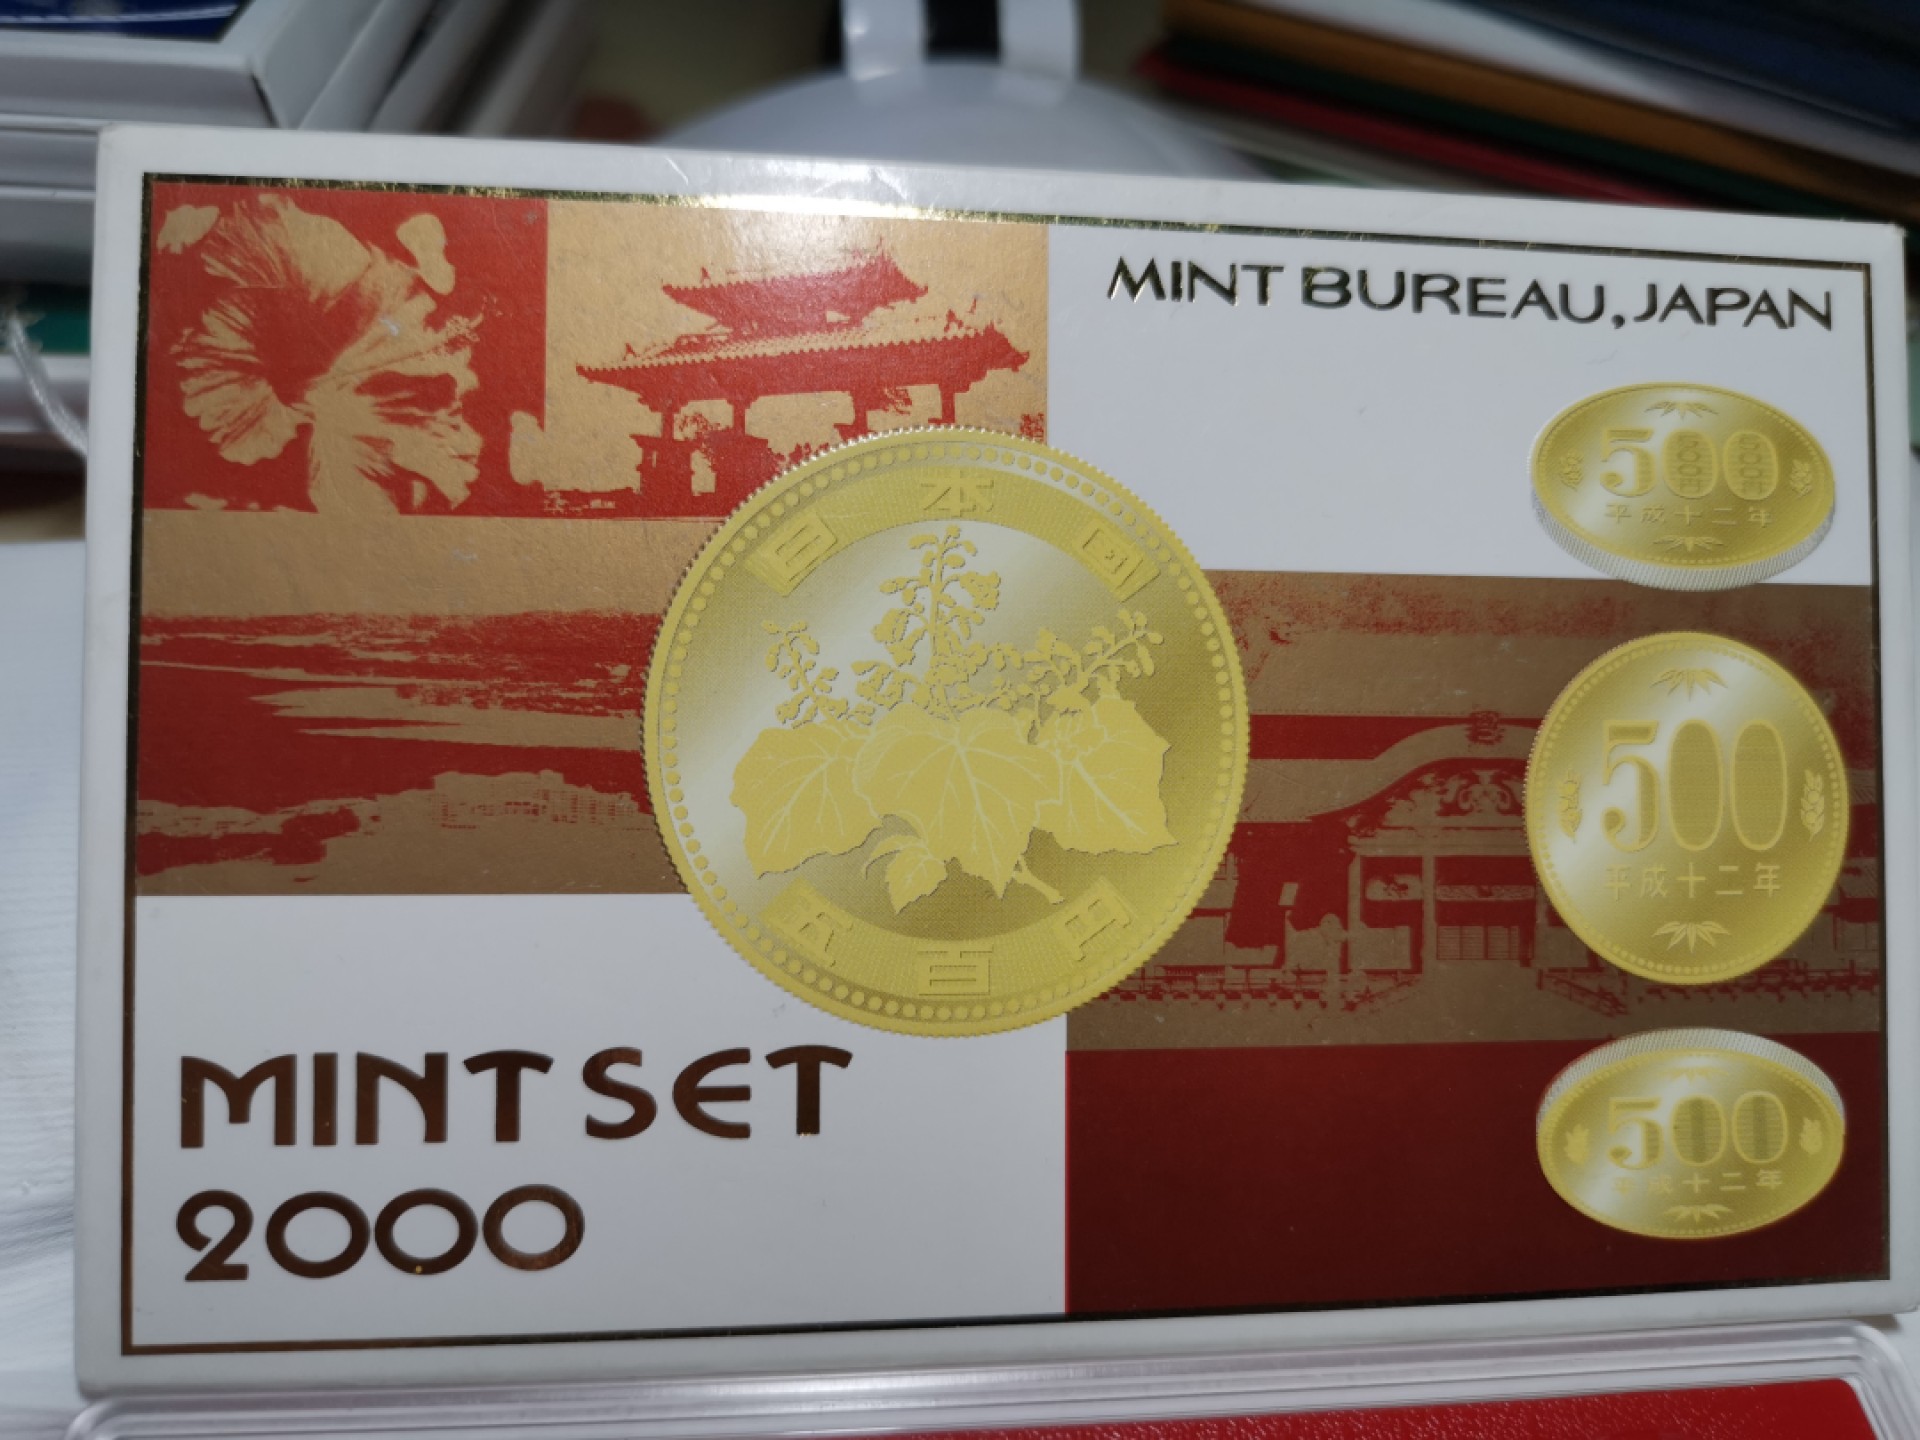 MINT BUREAU, JAPAN
日本国
五百円
500
平成十二年
500
平成十二年
500
平成十二年
MINT SET
2000